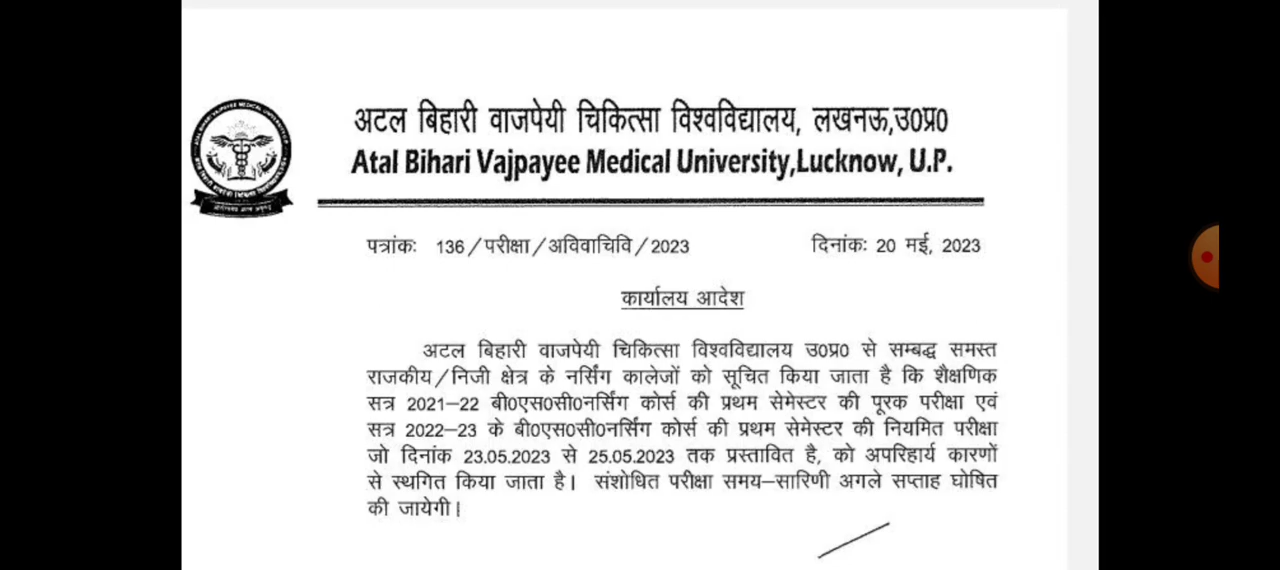 अटल बिहारी वाजपेयी चिकित्सा विश्वविद्यालय, लखनऊ,उ0प्र0
Atal Bihari Vajpayee Medical University,Lucknow, U.P.
पत्रांकः 136/परीक्षा/अविवाचिवि/2023 दिनांकः 20 मई, 2023
कार्यालय आदेश
अटल बिहारी वाजपेयी चिकित्सा विश्वविद्यालय उ0प्र0 से सम्बद्ध समस्त
राजकीय/निजी क्षेत्र के नर्सिंग कालेजों को सूचित किया जाता है कि शैक्षणिक
सत्र 2021–22 बी0एस0सी0नर्सिंग कोर्स की प्रथम सेमेस्टर की पूरक परीक्षा एवं
सत्र 2022–23 के बी0एस0सी0नर्सिंग कोर्स की प्रथम सेमेस्टर की नियमित परीक्षा
जो दिनांक 23.05.2023 से 25.05.2023 तक प्रस्तावित है, को अपरिहार्य कारणों
से स्थगित किया जाता है। संशोधित परीक्षा समय–सारिणी अगले सप्ताह घोषित
की जायेगी।